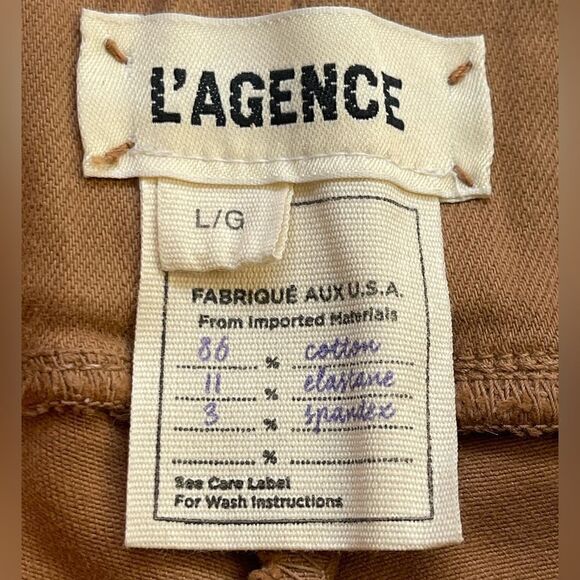 L'AGENCE
L/G
FABRIQUÉ AUX U.S.A.
From Imported Materials
86 % cotton
11 % elastane
3 % spandex
%
See Care Label
For Wash Instructions